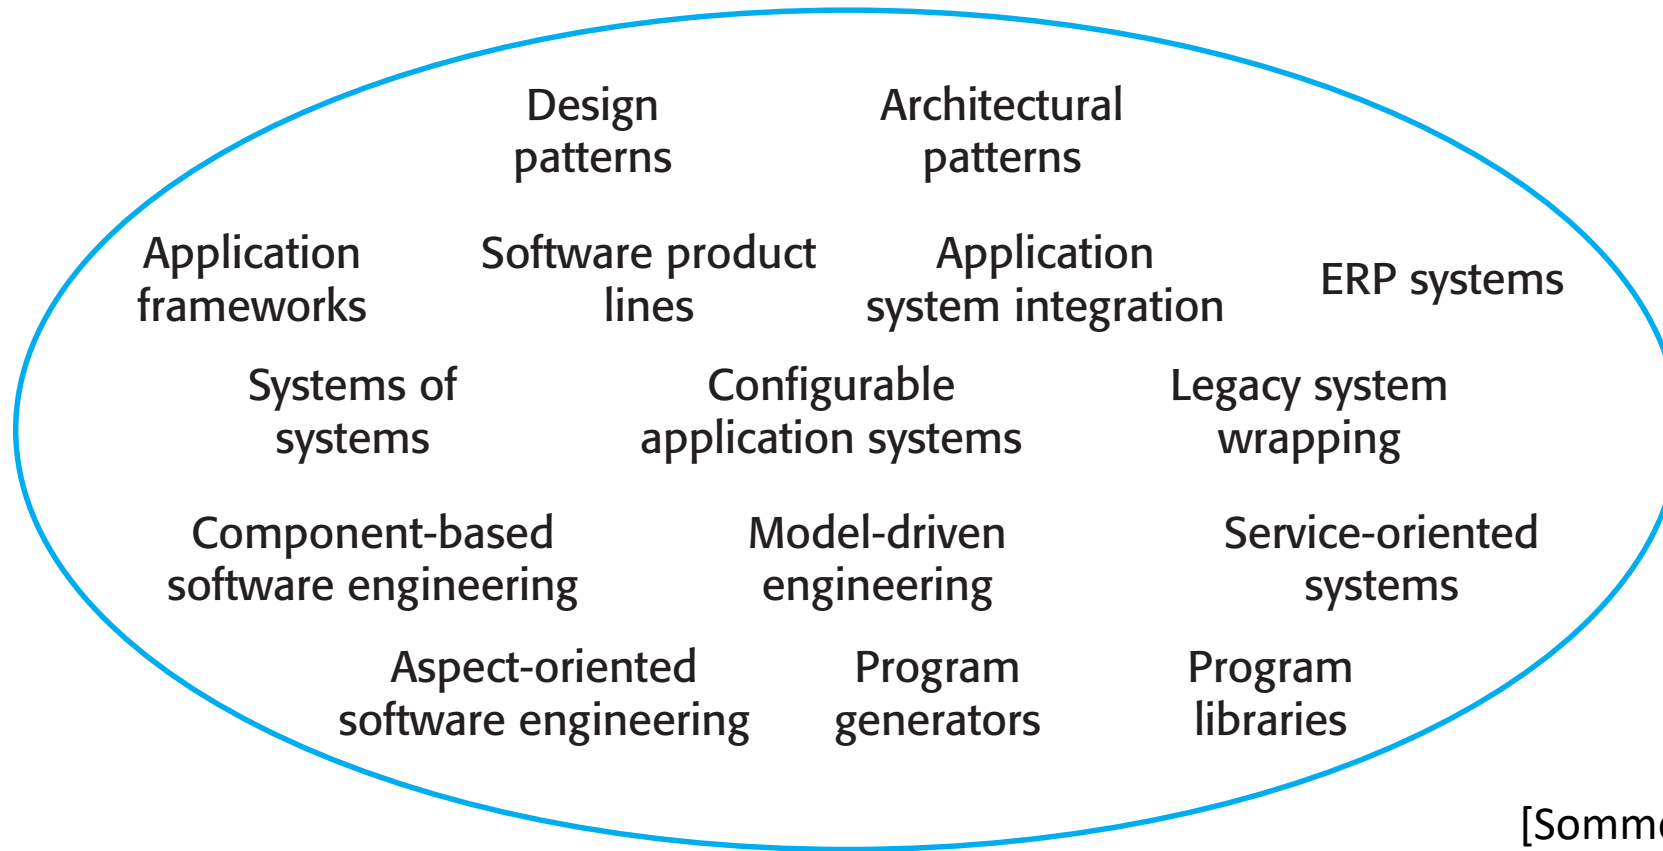 Design
patterns
Architectural
patterns
Application
frameworks
Software product
lines
Application
system integration
ERP systems
Systems of
systems
Configurable
application systems
Legacy system
wrapping
Component-based
software engineering
Model-driven
engineering
Service-oriented
systems
Aspect-oriented
software engineering
Program
generators
Program
libraries